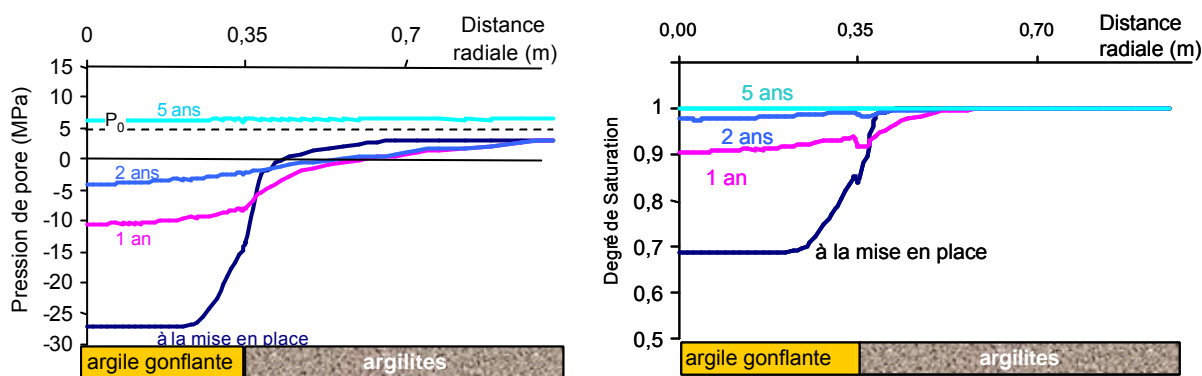 Distance
radiale (m)
0
0,35
0,7
Pression de pore (MPa)
15
10
5
0
-5
-10
-15
-20
-25
-30
P0
5 ans
2 ans
1 an
à la mise en place
argile gonflante
argilites
Distance
radiale (m)
0,00
0,35
0,70
Degré de Saturation
1
0,9
0,8
0,7
0,6
0,5
5 ans
2 ans
1 an
à la mise en place
argile gonflante
argilites